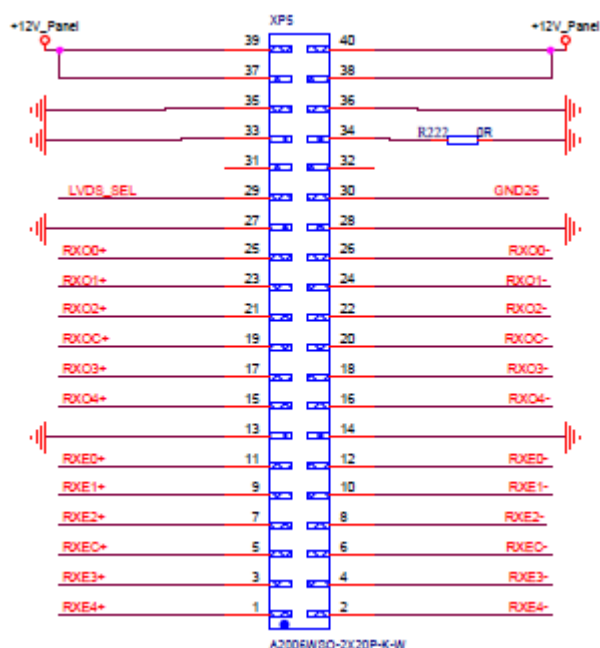 XP5
+12V_Panel +12V_Panel
39 40
37 38
35 36
33 34 R222 0R
31 32
LVDS_SEL 29 30 GND26
27 28
RXO0+ 25 26 RXO0-
RXO1+ 23 24 RXO1-
RXO2+ 21 22 RXO2-
RXOC+ 19 20 RXOC-
RXO3+ 17 18 RXO3-
RXO4+ 15 16 RXO4-
13 14
RXE0+ 11 12 RXE0-
RXE1+ 9 10 RXE1-
RXE2+ 7 8 RXE2-
RXEC+ 5 6 RXEC-
RXE3+ 3 4 RXE3-
RXE4+ 1 2 RXE4-